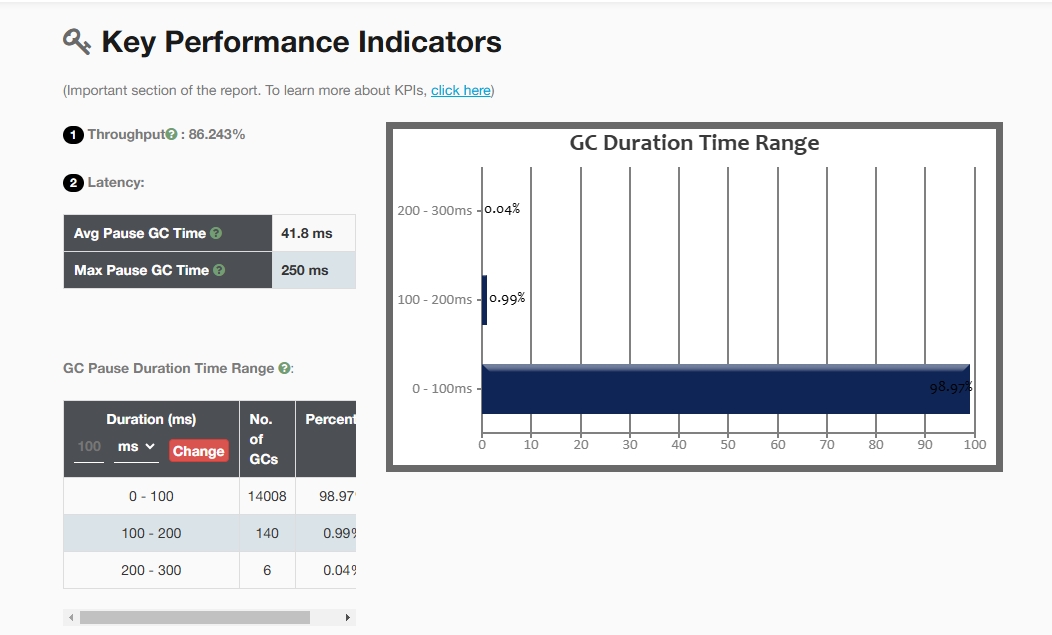 Key Performance Indicators
(Important section of the report. To learn more about KPIs, click here)
1 Throughput? : 86.243%
2 Latency:
Avg Pause GC Time ? 41.8 ms
Max Pause GC Time ? 250 ms
GC Pause Duration Time Range ?:
Duration (ms)
100 ms Change
No.
of
GCs
Percent
0 - 100 14008 98.97
100 - 200 140 0.99%
200 - 300 6 0.04%
GC Duration Time Range
200 - 300ms 0.04%
100 - 200ms 0.99%
0 - 100ms 98.97%
0 10 20 30 40 50 60 70 80 90 100